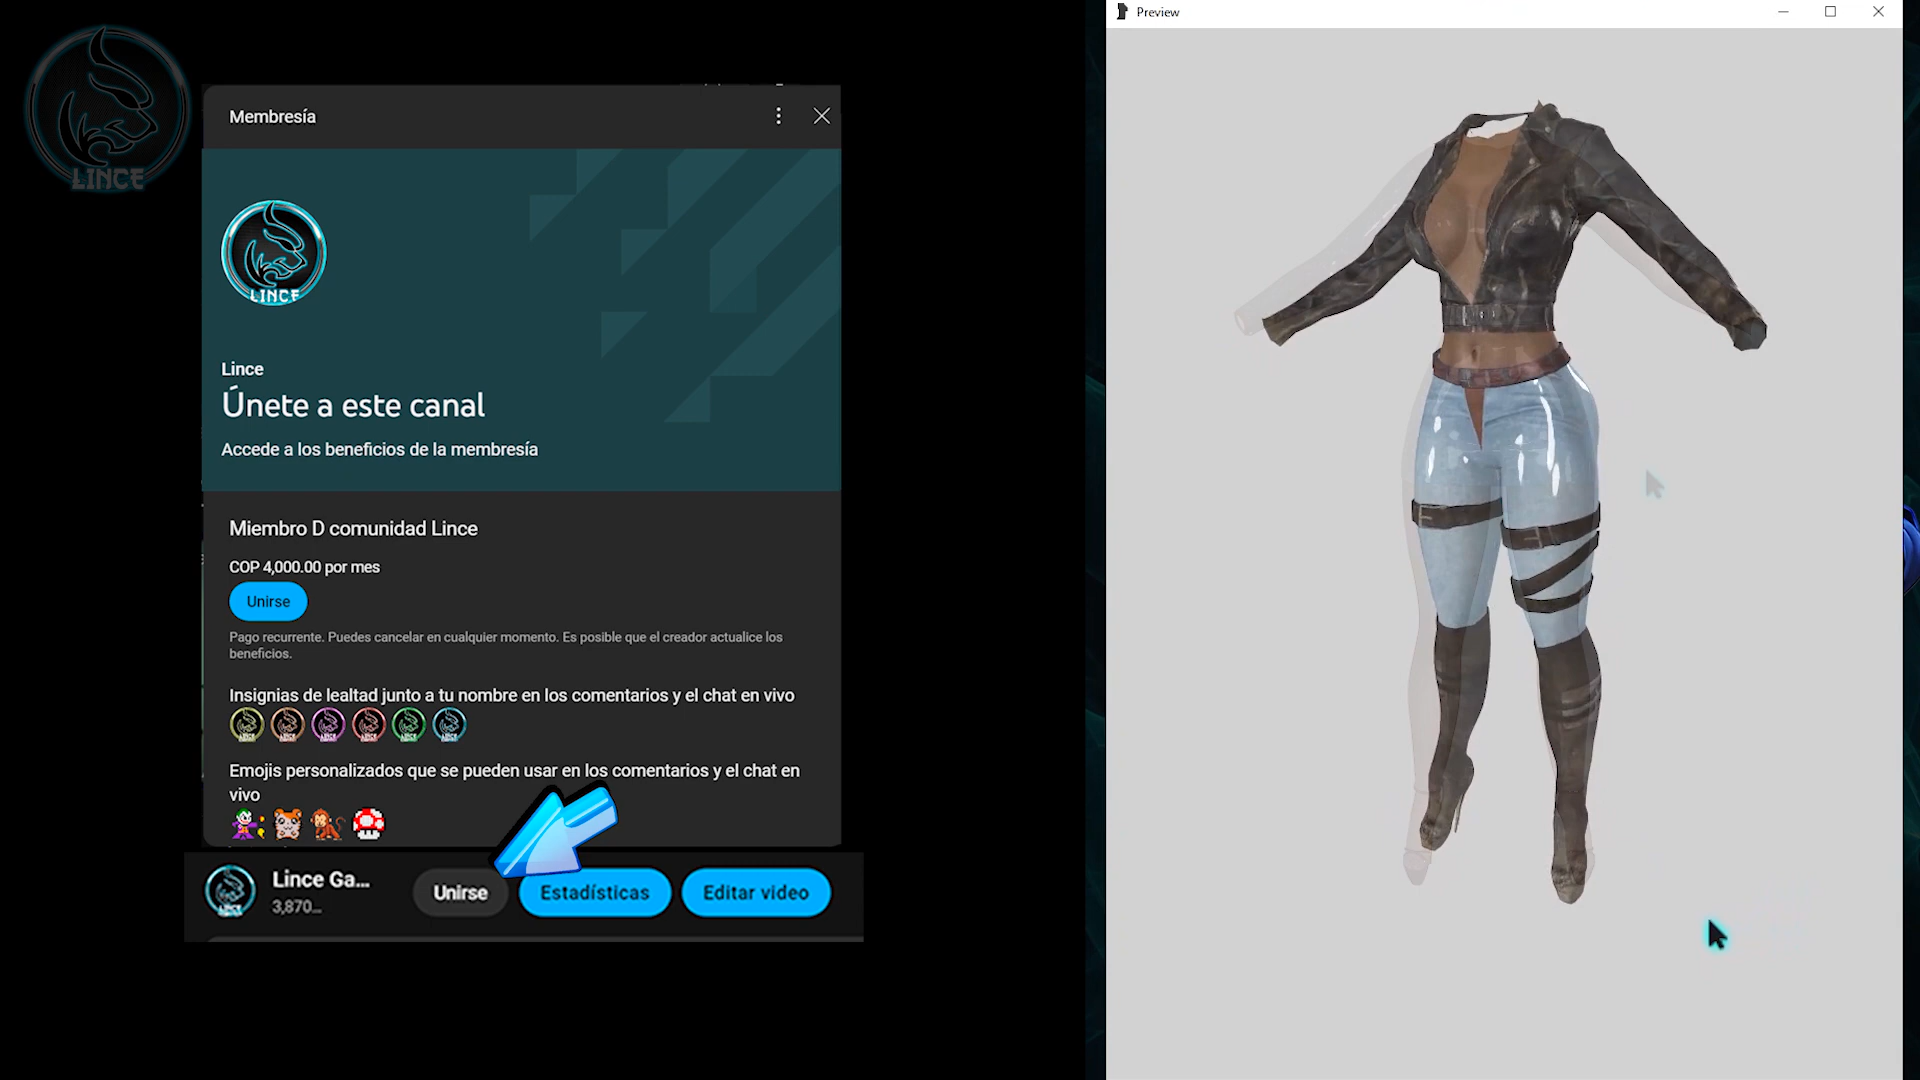 Preview
LINCE
Membresía
LINCE
Lince
Únete a este canal
Accede a los beneficios de la membresía
Miembro D comunidad Lince
COP 4,000.00 por mes
Unirse
Pago recurrente. Puedes cancelar en cualquier momento. Es posible que el creador actualice los
beneficios.
Insignias de lealtad junto a tu nombre en los comentarios y el chat en vivo
Emojis personalizados que se pueden usar en los comentarios y el chat en
vivo
Lince Ga...
3,870...
Unirse
Estadísticas
Editar video